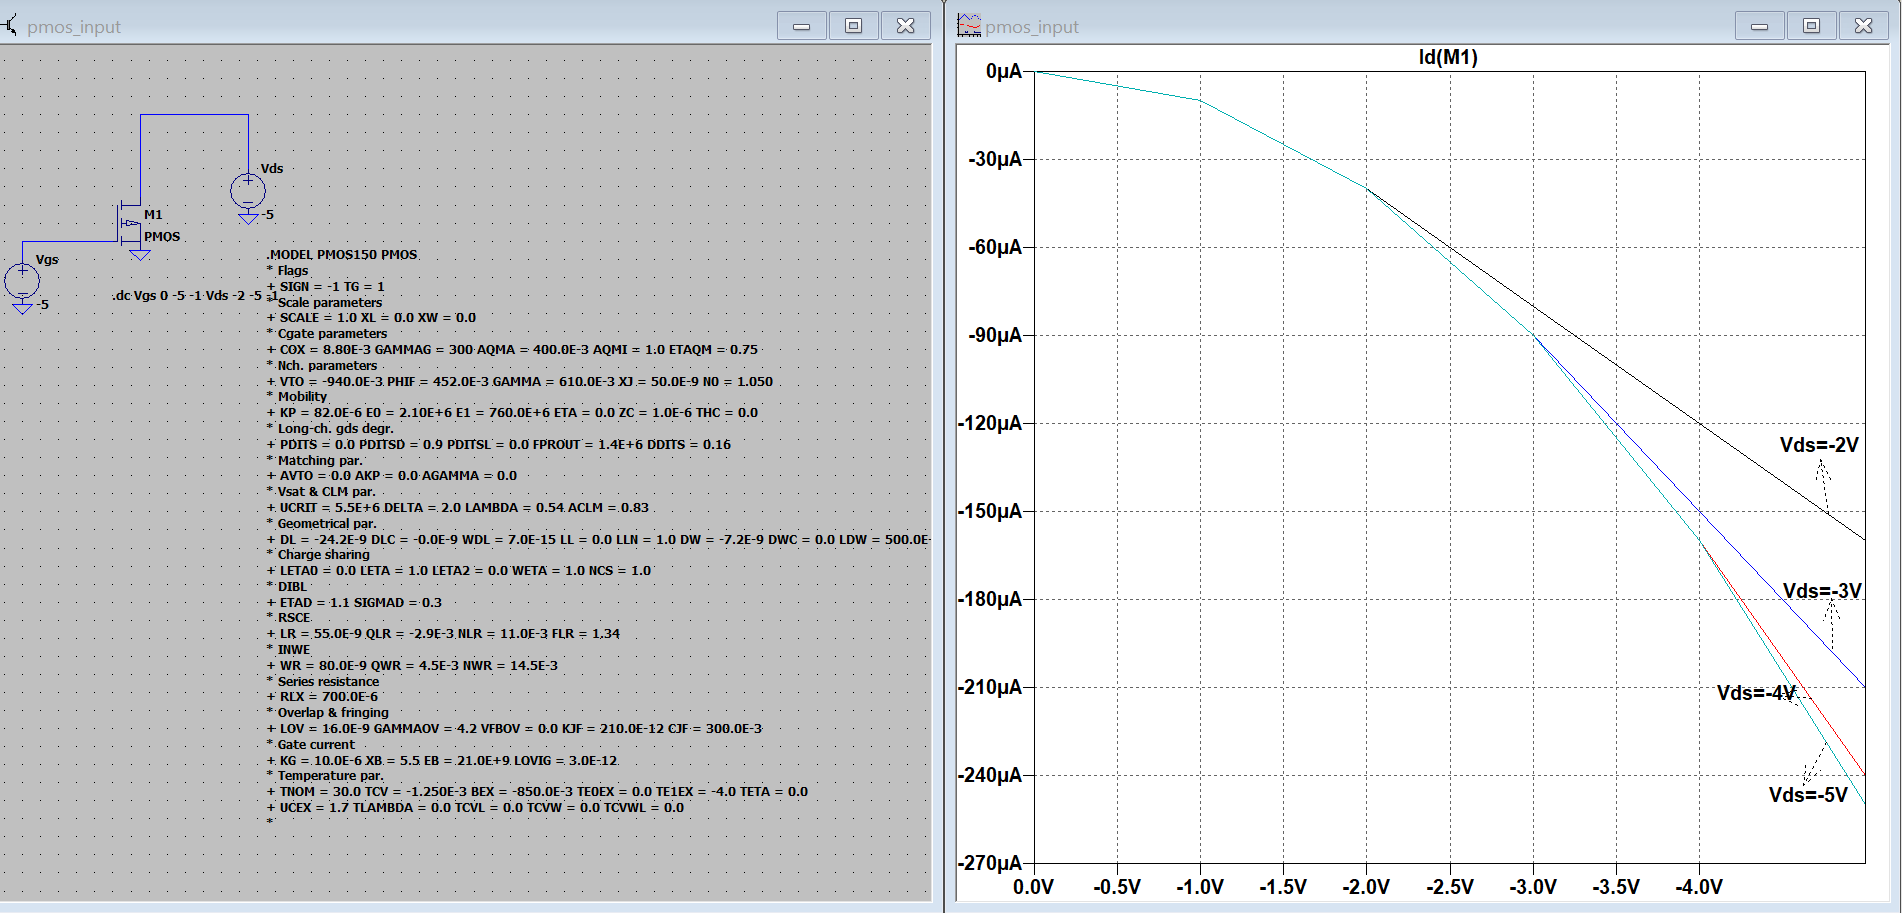 pmos_input
Vds
-5
M1
PMOS
Vgs
-5
.dc Vgs 0 -5 -1 Vds -2 -5 -1
.MODEL PMOS150 PMOS
* Flags
+ SIGN = -1 TG = 1
* Scale parameters
+ SCALE = 1.0 XL = 0.0 XW = 0.0
* Cgate parameters
+ COX = 8.80E-3 GAMMAG = 300 AQMA = 400.0E-3 AQMI = 1.0 ETAQM = 0.75
* Nch. parameters
+ VTO = -940.0E-3 PHIF = 452.0E-3 GAMMA = 610.0E-3 XJ = 50.0E-9 N0 = 1.050
* Mobility
+ KP = 82.0E-6 E0 = 2.10E+6 E1 = 760.0E+6 ETA = 0.0 ZC = 1.0E-6 THC = 0.0
* Long-ch. gds degr.
+ PDITS = 0.0 PDITSD = 0.9 PDITSL = 0.0 FPROUT = 1.4E+6 DDITS = 0.16
* Matching par.
+ AVTO = 0.0 AKP = 0.0 AGAMMA = 0.0
* Vsat & CLM par.
+ UCRIT = 5.5E+6 DELTA = 2.0 LAMBDA = 0.54 ACLM = 0.83
* Geometrical par.
+ DL = -24.2E-9 DLC = -0.0E-9 WDL = 7.0E-15 LL = 0.0 LLN = 1.0 DW = -7.2E-9 DWC = 0.0 LDW = 500.0E-
* Charge sharing
+ LETA0 = 0.0 LETA = 1.0 LETA2 = 0.0 WETA = 1.0 NCS = 1.0
* DIBL
+ ETAD = 1.1 SIGMAD = 0.3
* RSCE
+ LR = 55.0E-9 QLR = -2.9E-3 NLR = 11.0E-3 FLR = 1.34
* INWE
+ WR = 80.0E-9 QWR = 4.5E-3 NWR = 14.5E-3
* Series resistance
+ RLX = 700.0E-6
* Overlap & fringing
+ LOV = 16.0E-9 GAMMAOV = 4.2 VFBOV = 0.0 KJF = 210.0E-12 CJF = 300.0E-3
* Gate current
+ KG = 10.0E-6 XB = 5.5 EB = 21.0E+9 LOVIG = 3.0E-12
* Temperature par.
+ TNOM = 30.0 TCV = -1.250E-3 BEX = -850.0E-3 TE0EX = 0.0 TE1EX = -4.0 TETA = 0.0
+ UCEX = 1.7 TLAMBDA = 0.0 TCVL = 0.0 TCVW = 0.0 TCVWL = 0.0
*
pmos_input
Id(M1)
0µA
-30µA
-60µA
-90µA
-120µA
-150µA
-180µA
-210µA
-240µA
-270µA
Vds=-2V
Vds=-3V
Vds=-4V
Vds=-5V
0.0V -0.5V -1.0V -1.5V -2.0V -2.5V -3.0V -3.5V -4.0V